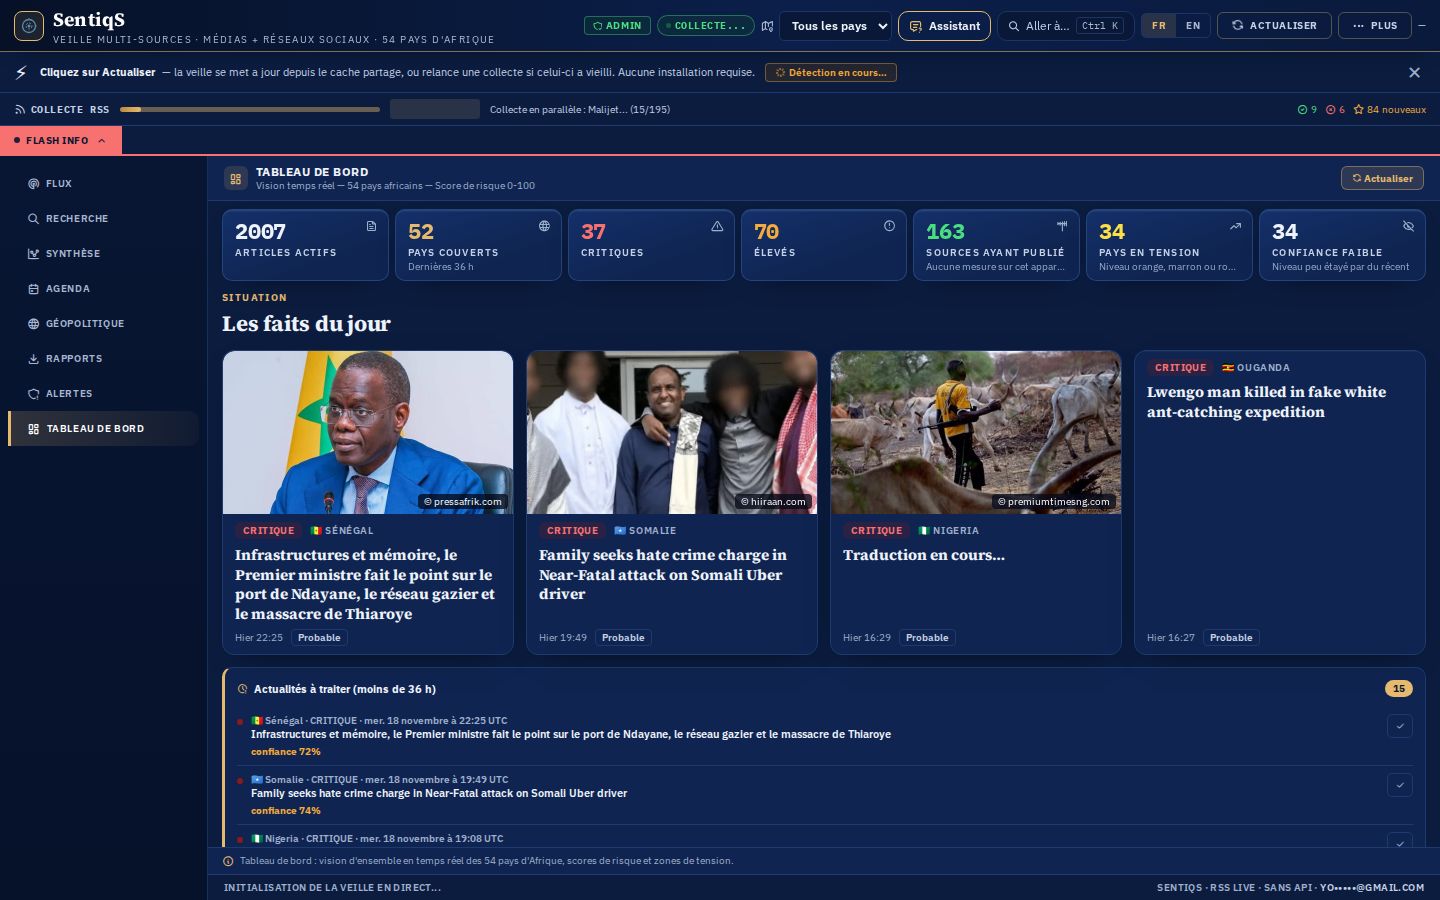 SentiqS
VEILLE MULTI-SOURCES · MÉDIAS + RÉSEAUX SOCIAUX · 54 PAYS D'AFRIQUE
ADMIN
COLLECTE...
Tous les pays
Assistant
Aller à... Ctrl K
FR EN
ACTUALISER
PLUS
Cliquez sur Actualiser — la veille se met a jour depuis le cache partage, ou relance une collecte si celui-ci a vieilli. Aucune installation requise.
Détection en cours...
COLLECTE RSS
Collecte en parallèle : Malijet... (15/195)
9 6 84 nouveaux
FLASH INFO
FLUX
RECHERCHE
SYNTHÈSE
AGENDA
GÉOPOLITIQUE
RAPPORTS
ALERTES
TABLEAU DE BORD
TABLEAU DE BORD
Vision temps réel — 54 pays africains — Score de risque 0-100
Actualiser
2007
ARTICLES ACTIFS
52
PAYS COUVERTS
Dernières 36 h
37
CRITIQUES
70
ÉLEVÉS
163
SOURCES AYANT PUBLIÉ
Aucune mesure sur cet appar...
34
PAYS EN TENSION
Niveau orange, marron ou ro...
34
CONFIANCE FAIBLE
Niveau peu étayé par du récent
SITUATION
Les faits du jour
© pressafrik.com
CRITIQUE SÉNÉGAL
Infrastructures et mémoire, le
Premier ministre fait le point sur le
port de Ndayane, le réseau gazier et
le massacre de Thiaroye
Hier 22:25 Probable
© hiiraan.com
CRITIQUE SOMALIE
Family seeks hate crime charge in
Near-Fatal attack on Somali Uber
driver
Hier 19:49 Probable
© premiumtimesng.com
CRITIQUE NIGERIA
Traduction en cours...
Hier 16:29 Probable
CRITIQUE OUGANDA
Lwengo man killed in fake white
ant-catching expedition
Hier 16:27 Probable
Actualités à traiter (moins de 36 h)
15
Sénégal · CRITIQUE · mer. 18 novembre à 22:25 UTC
Infrastructures et mémoire, le Premier ministre fait le point sur le port de Ndayane, le réseau gazier et le massacre de Thiaroye
confiance 72%
Somalie · CRITIQUE · mer. 18 novembre à 19:49 UTC
Family seeks hate crime charge in Near-Fatal attack on Somali Uber driver
confiance 74%
Nigeria · CRITIQUE · mer. 18 novembre à 19:08 UTC
Tableau de bord : vision d'ensemble en temps réel des 54 pays d'Afrique, scores de risque et zones de tension.
INITIALISATION DE LA VEILLE EN DIRECT...
SENTIQS · RSS LIVE · SANS API · YO•••••@GMAIL.COM